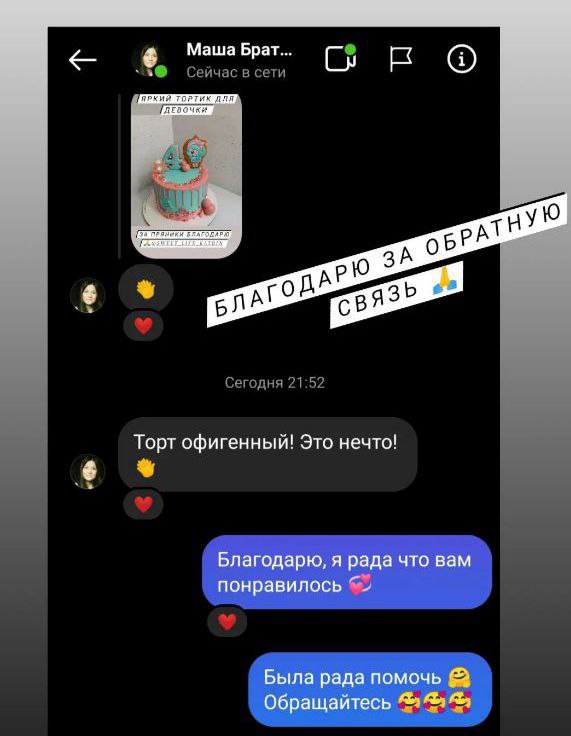 Маша Брат...
Сейчас в сети
ЯРКИЙ ТОРТИК ДЛЯ
ДЕВОЧКИ
ЗА ПРЯНИКИ БЛАГОДАРЮ
БЛАГОДАРЮ ЗА ОБРАТНУЮ
СВЯЗЬ 🙏
👏
❤️
Сегодня 21:52
Торт офигенный! Это нечто!
👏
❤️
Благодарю, я рада что вам
понравилось 💞
❤️
Была рада помочь 🤗
Обращайтесь 🥰🥰🥰